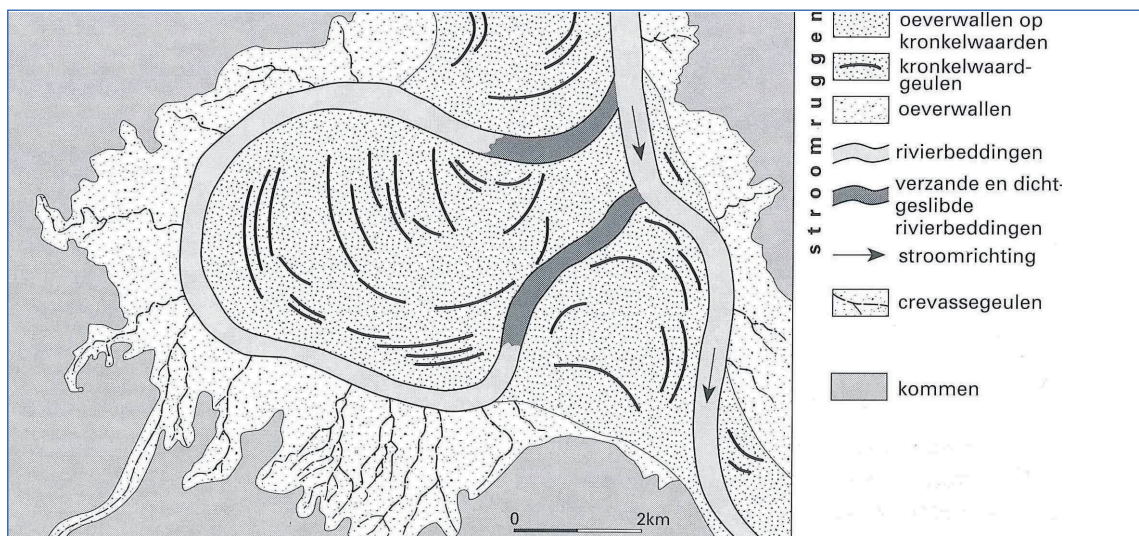 stroomruggen
oeverwallen op
kronkelwaarden
kronkelwaard-
geulen
oeverwallen
rivierbeddingen
verzande en dicht-
geslibde
rivierbeddingen
stroomrichting
crevassegeulen
kommen
0 2km